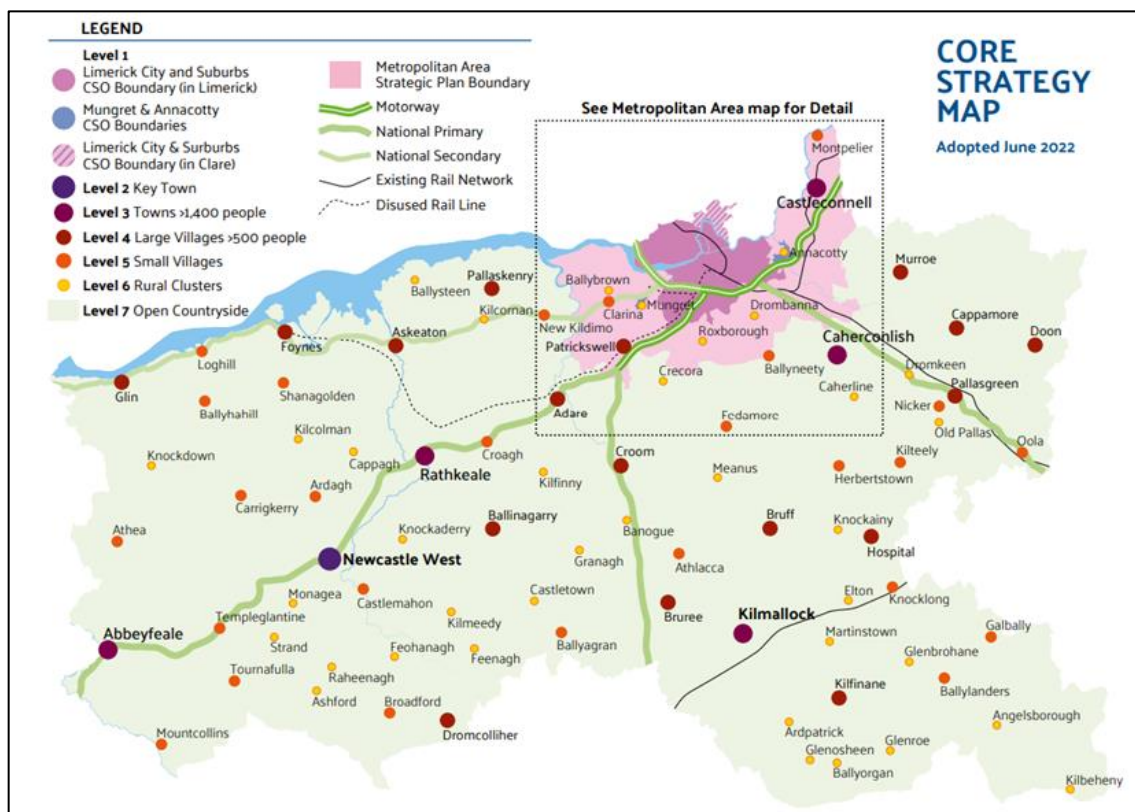 LEGEND
Level 1
Limerick City and Suburbs
CSO Boundary (in Limerick)
Mungret & Annacotty
CSO Boundaries
Limerick City & Surburbs
CSO Boundary (in Clare)
Level 2 Key Town
Level 3 Towns >1,400 people
Level 4 Large Villages >500 people
Level 5 Small Villages
Level 6 Rural Clusters
Level 7 Open Countryside
Metropolitan Area
Strategic Plan Boundary
Motorway
National Primary
National Secondary
Existing Rail Network
Disused Rail Line
CORE
STRATEGY
MAP
Adopted June 2022
See Metropolitan Area map for Detail
Montpelier
Castleconnell
Annacotty
Murroe
Pallaskenry
Ballysteen
Ballybrown
Kilcornan
Clarina
Mungret
Drombanna
New Kildimo
Cappamore
Foynes
Askeaton
Patrickswell
Roxborough
Caherconlish
Doon
Loghill
Ballyneety
Dromkeen
Glin
Shanagolden
Crecora
Caherline
Pallasgreen
Ballyhahill
Adare
Nicker
Fedamore
Old Pallas
Kilcolman
Croagh
Oola
Knockdown
Cappagh
Rathkeale
Croom
Kilteely
Kilfinny
Meanus
Herbertstown
Ardagh
Carrigkerry
Athea
Knockaderry
Ballinagarry
Banogue
Bruff
Knockainy
Hospital
Newcastle West
Granagh
Athlacca
Monagea
Castlemahon
Castletown
Elton
Knocklong
Templeglantine
Kilmeedy
Bruree
Kilmallock
Abbeyfeale
Strand
Feohanagh
Feenagh
Ballyagran
Martinstown
Galbally
Tournafulla
Raheenagh
Glenbrohane
Ashford
Broadford
Kilfinane
Ballylanders
Mountcollins
Dromcolliher
Ardpatrick
Angelsborough
Glenosheen
Glenroe
Ballyorgan
Kilbeheny